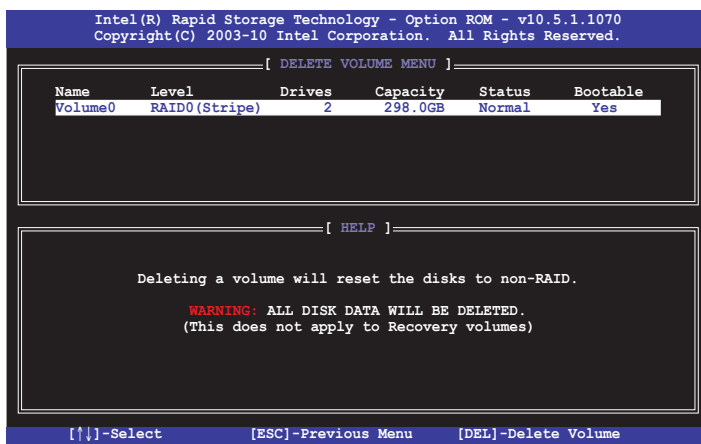 Intel(R) Rapid Storage Technology - Option ROM - v10.5.1.1070
Copyright(C) 2003-10 Intel Corporation. All Rights Reserved.
[ DELETE VOLUME MENU ]
Name Level Drives Capacity Status Bootable
Volume0 RAID0(Stripe) 2 298.0GB Normal Yes
[ HELP ]
Deleting a volume will reset the disks to non-RAID.
WARNING: ALL DISK DATA WILL BE DELETED.
(This does not apply to Recovery volumes)
[↑↓]-Select [ESC]-Previous Menu [DEL]-Delete Volume